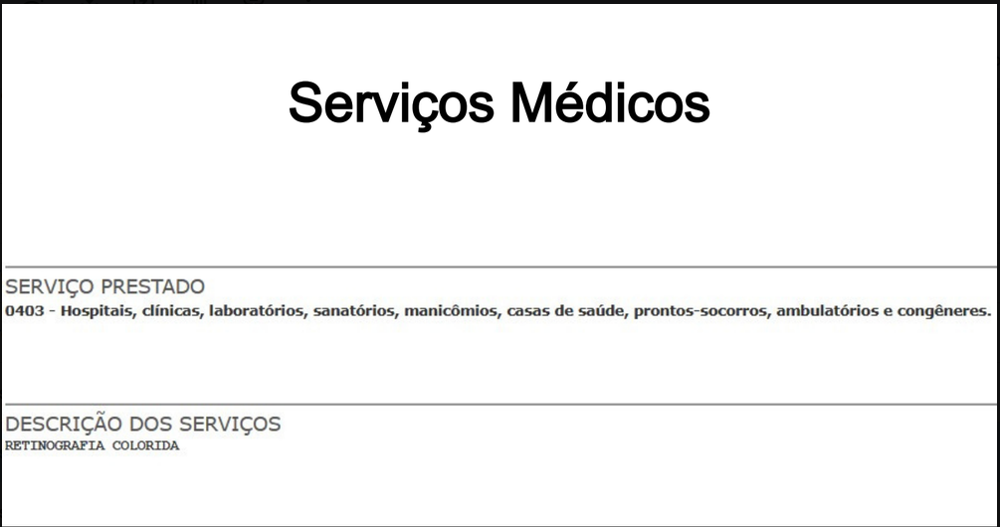 Serviços Médicos
SERVIÇO PRESTADO
0403 - Hospitais, clínicas, laboratórios, sanatórios, manicômios, casas de saúde, prontos-socorros, ambulatórios e congêneres.
DESCRIÇÃO DOS SERVIÇOS
RETINOGRAFIA COLORIDA